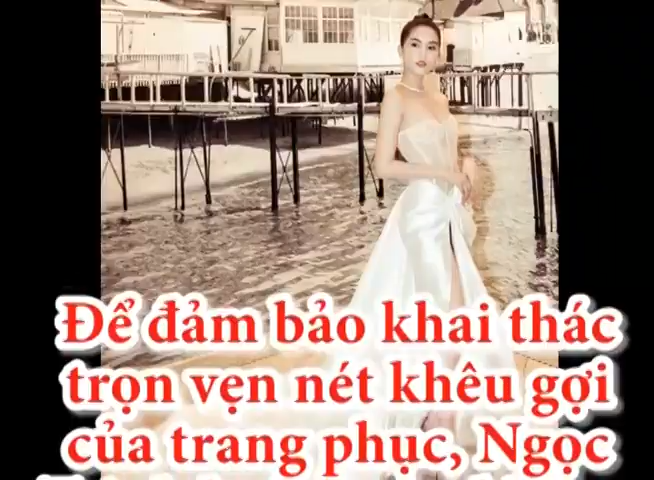 Để đảm bảo khai thác
trọn vẹn nét khêu gợi
của trang phục, Ngọc